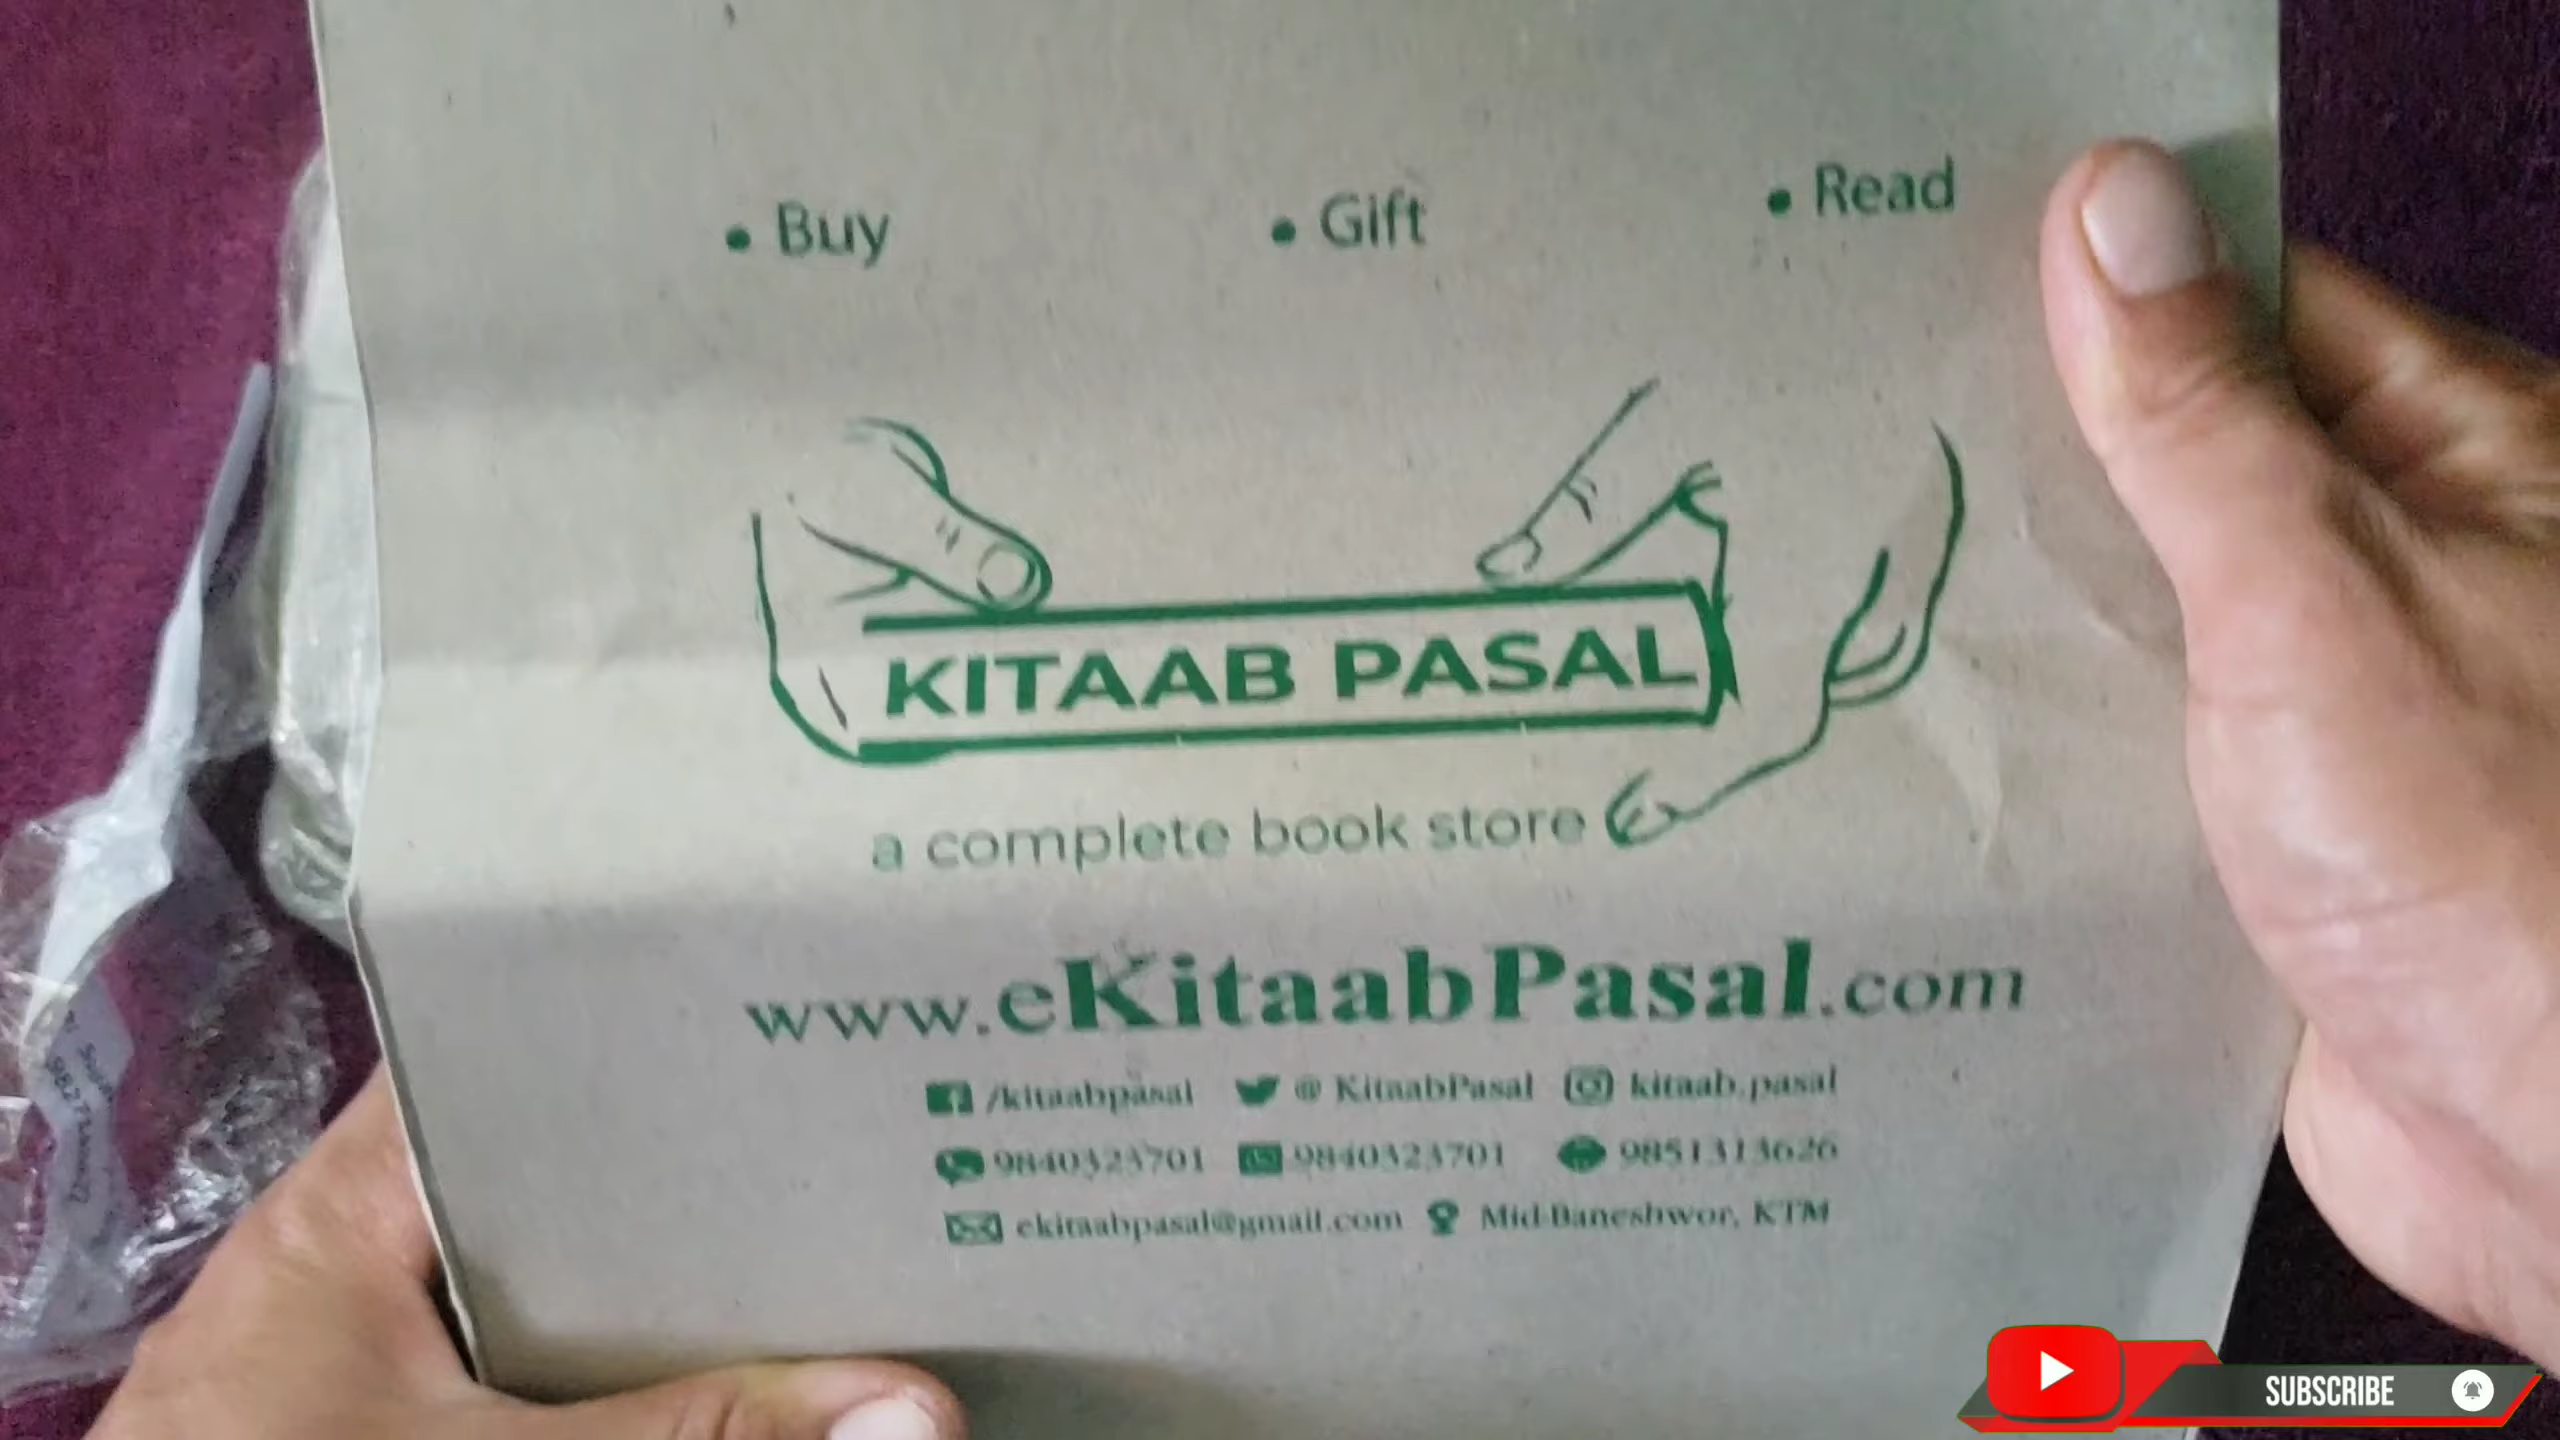 • Buy • Gift • Read
KITAAB PASAL
a complete book store
www.eKitaabPasal.com
/kitaabpasal @ KitaabPasal kitaab.pasal
9840323701 9840323701 9851313626
ekitaabpasal@gmail.com Mid-Baneshwor, KTM
SUBSCRIBE